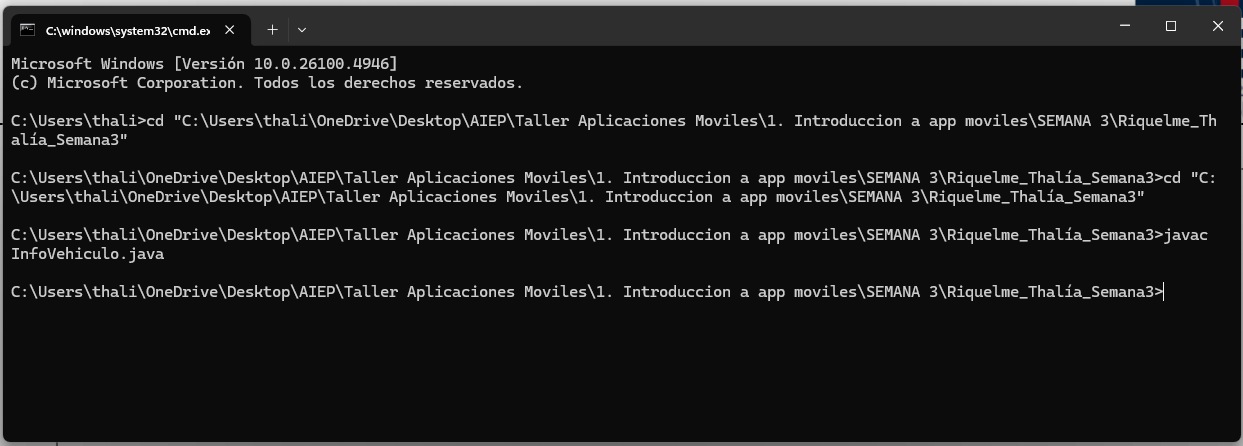 C:\windows\system32\cmd.ex
Microsoft Windows [Versión 10.0.26100.4946]
(c) Microsoft Corporation. Todos los derechos reservados.
C:\Users\thali>cd "C:\Users\thali\OneDrive\Desktop\AIEP\Taller Aplicaciones Moviles\1. Introduccion a app moviles\SEMANA 3\Riquelme_Th
alía_Semana3"
C:\Users\thali\OneDrive\Desktop\AIEP\Taller Aplicaciones Moviles\1. Introduccion a app moviles\SEMANA 3\Riquelme_Thalía_Semana3>cd "C:
\Users\thali\OneDrive\Desktop\AIEP\Taller Aplicaciones Moviles\1. Introduccion a app moviles\SEMANA 3\Riquelme_Thalía_Semana3"
C:\Users\thali\OneDrive\Desktop\AIEP\Taller Aplicaciones Moviles\1. Introduccion a app moviles\SEMANA 3\Riquelme_Thalía_Semana3>javac
InfoVehiculo.java
C:\Users\thali\OneDrive\Desktop\AIEP\Taller Aplicaciones Moviles\1. Introduccion a app moviles\SEMANA 3\Riquelme_Thalía_Semana3>